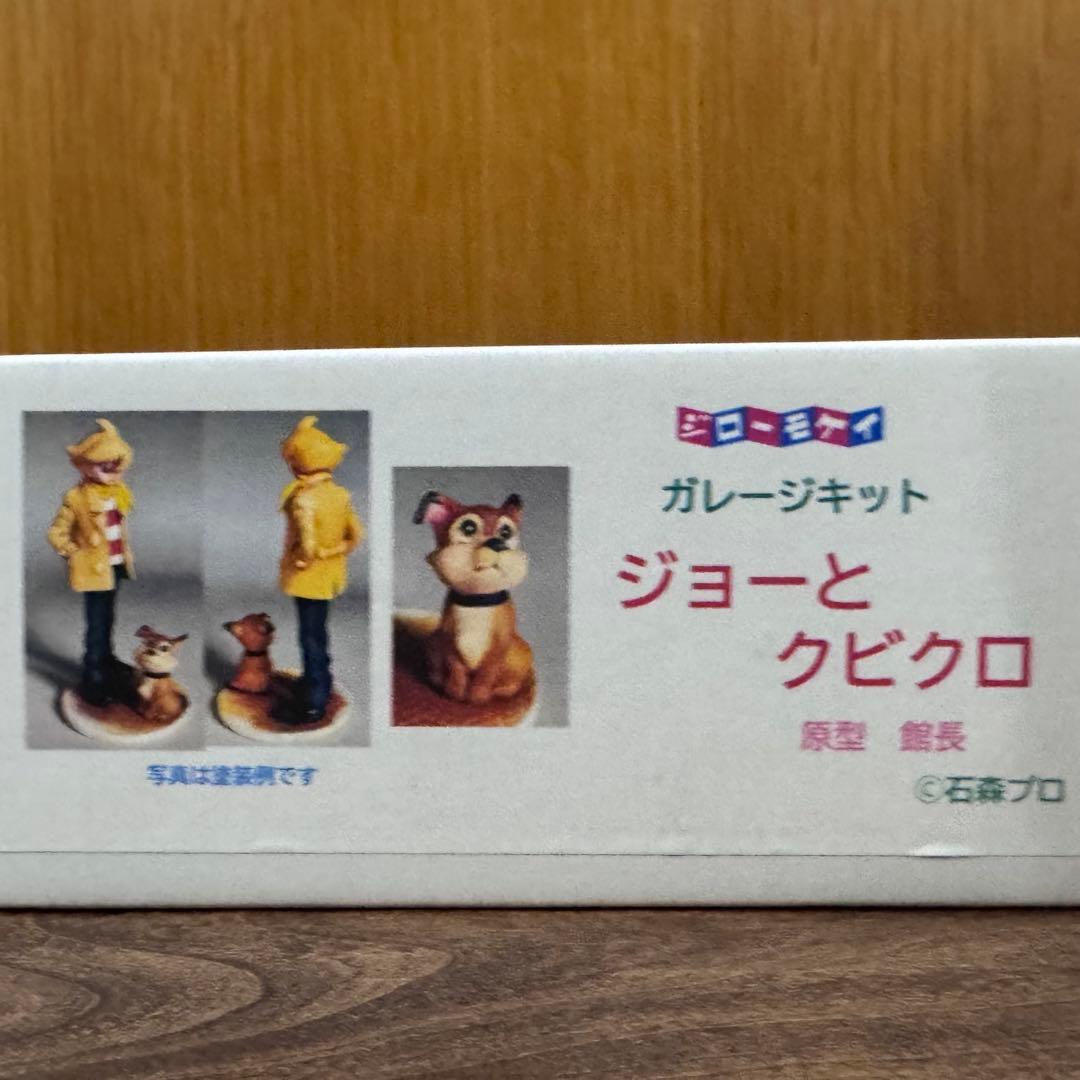 ジローモケイ
ガレージキット
ジョーと
クビクロ
原型 館長
©石森プロ
写真は塗装例です